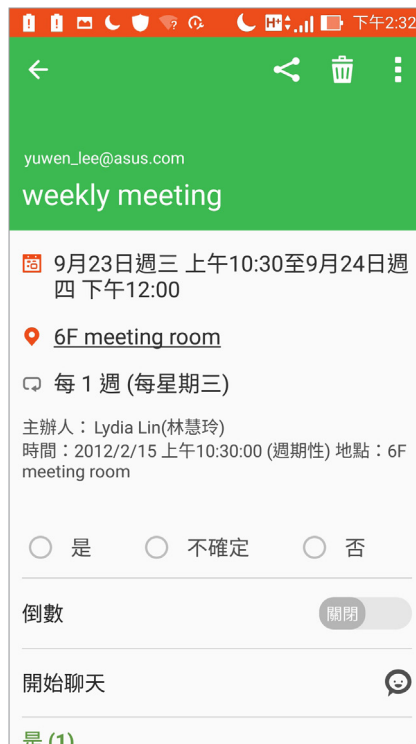 H+ 下午2:32
yuwen_lee@asus.com
weekly meeting
9月23日週三 上午10:30至9月24日週
四 下午12:00
6F meeting room
每 1 週 (每星期三)
主辦人：Lydia Lin(林慧玲)
時間：2012/2/15 上午10:30:00 (週期性) 地點：6F
meeting room
是 不確定 否
倒數 關閉
開始聊天
是 (1)